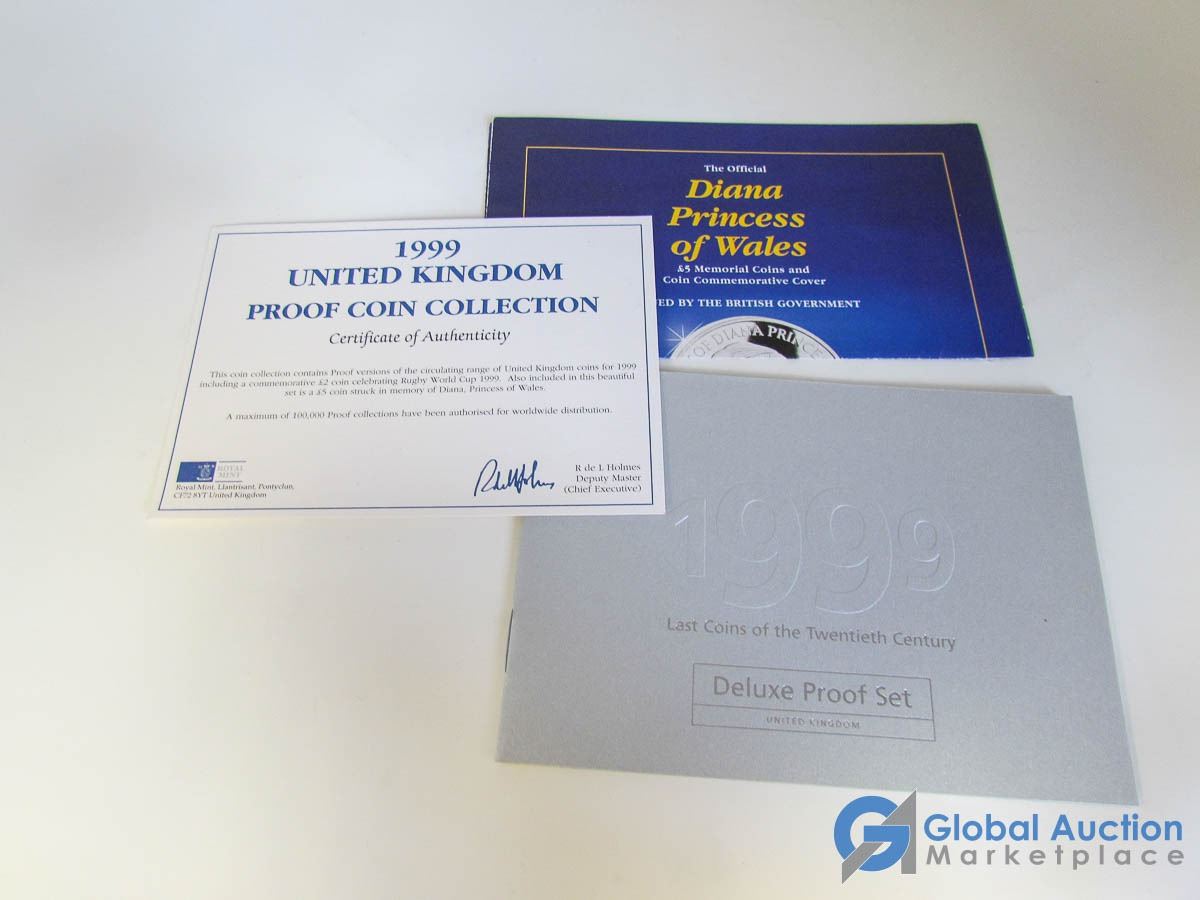 The Official
Diana
Princess
of Wales
£5 Memorial Coins and
Coin Commemorative Cover
ED BY THE BRITISH GOVERNMENT
OF DIANA PRINCE
1999
UNITED KINGDOM
PROOF COIN COLLECTION
Certificate of Authenticity
This coin collection contains Proof versions of the circulating range of United Kingdom coins for 1999
including a commemorative £2 coin celebrating Rugby World Cup 1999. Also included in this beautiful
set is a £5 coin struck in memory of Diana, Princess of Wales.
A maximum of 100,000 Proof collections have been authorised for worldwide distribution.
ROYAL
MINT
Royal Mint, Llantrisant, Pontyclun,
CF72 8YT United Kingdom
R de L Holmes
Deputy Master
(Chief Executive)
1999
Last Coins of the Twentieth Century
Deluxe Proof Set
UNITED KINGDOM
Global Auction
Marketplace